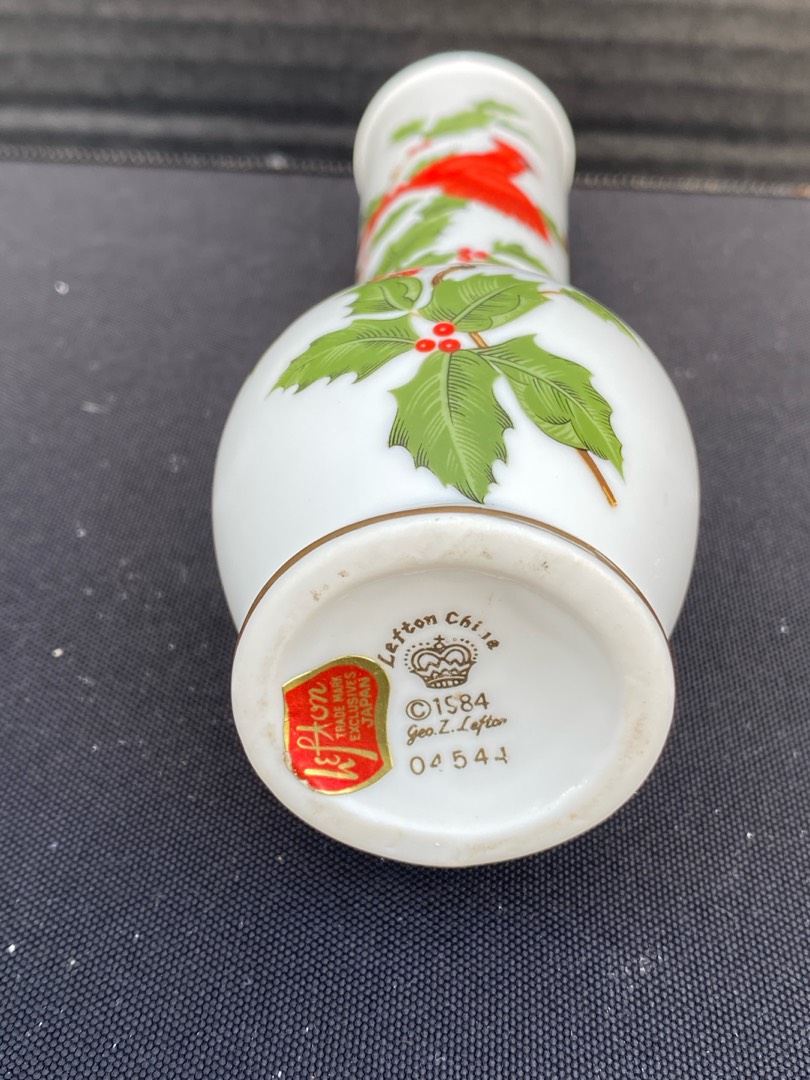 Lefton China
©1984
Geo. Z. Lefton
04544
Lefton
TRADE MARK
EXCLUSIVES
JAPAN